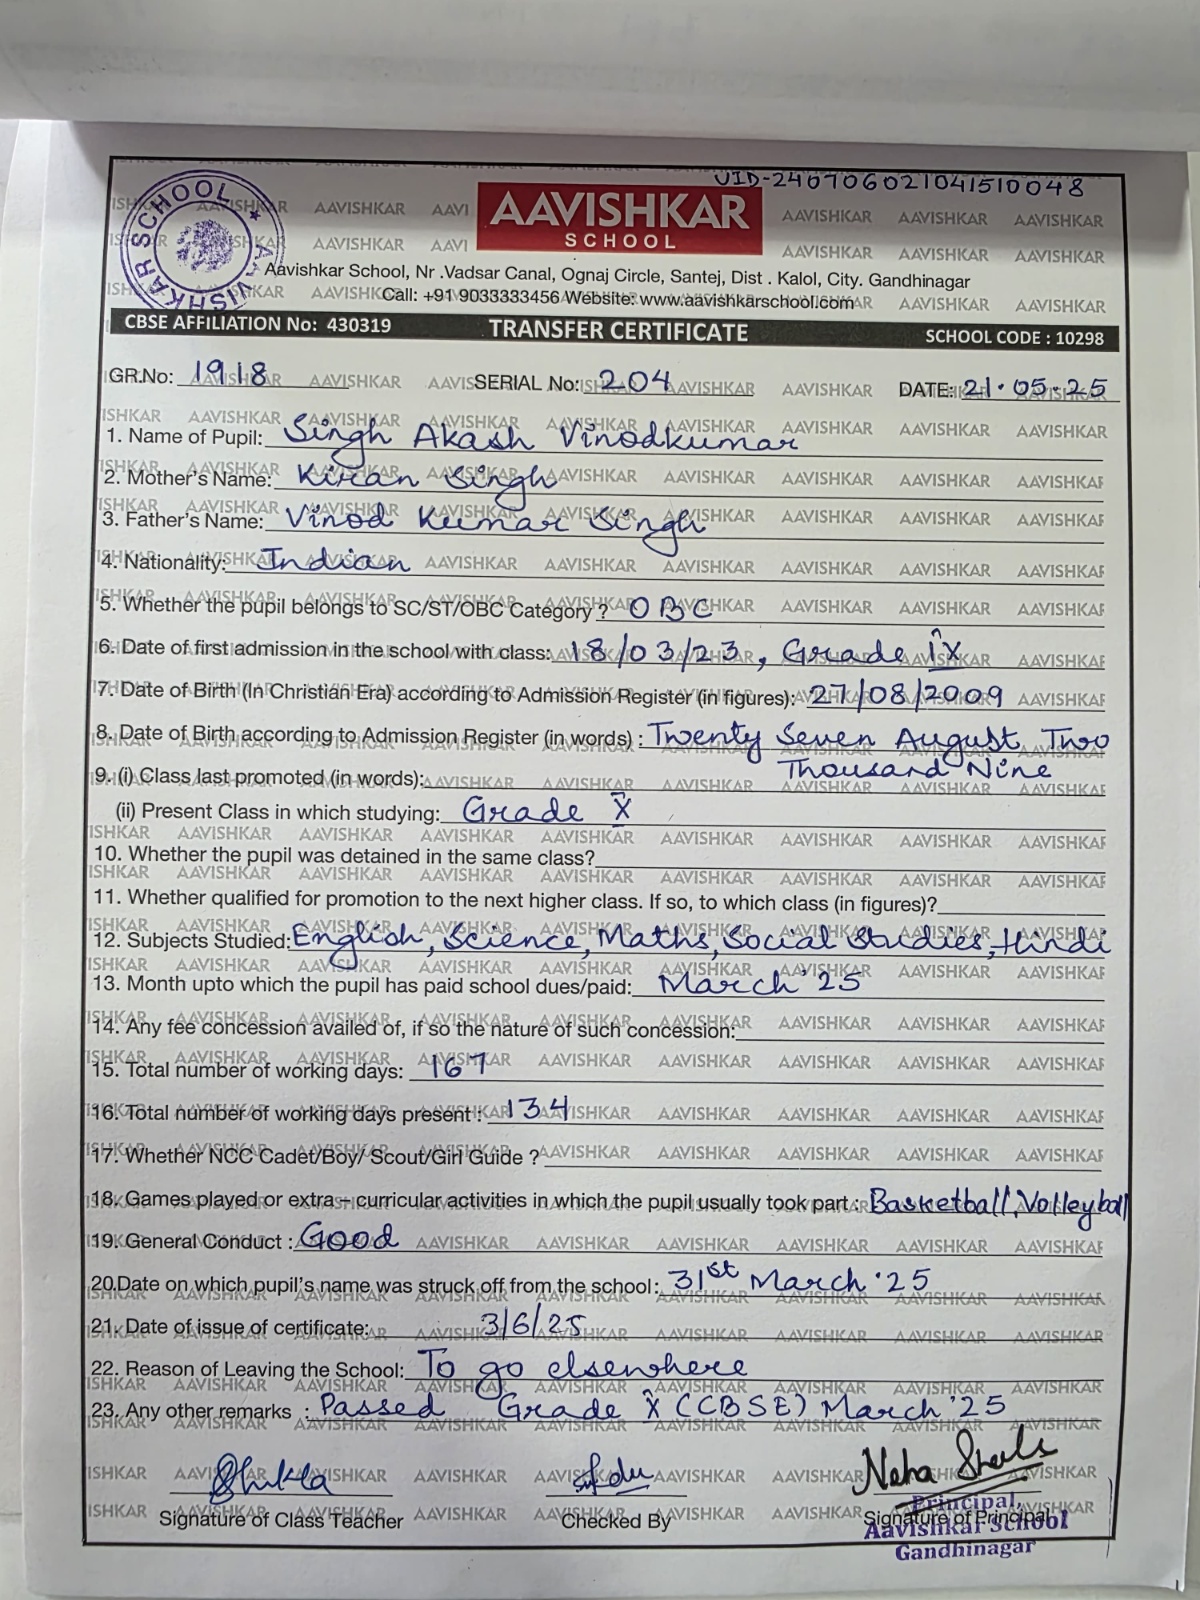 UID-240706021041510048
AAVISHKAR SCHOOL
AAVISHKAR
SCHOOL
Aavishkar School, Nr .Vadsar Canal, Ognaj Circle, Santej, Dist . Kalol, City. Gandhinagar
Call: +91 9033333456 Website: www.aavishkarschool.com
CBSE AFFILIATION No: 430319 TRANSFER CERTIFICATE SCHOOL CODE : 10298
GR.No: 1918 SERIAL No: 204 DATE: 21.05.25
1. Name of Pupil: Singh Akash Vinodkumar
2. Mother's Name: Kiran Singh
3. Father's Name: Vinod Kumar Singh
4. Nationality: Indian
5. Whether the pupil belongs to SC/ST/OBC Category ? OBC
6. Date of first admission in the school with class: 18/03/23, Grade IX
7. Date of Birth (In Christian Era) according to Admission Register (in figures): 27/08/2009
8. Date of Birth according to Admission Register (in words) : Twenty Seven August Two
Thousand Nine
9. (i) Class last promoted (in words):
(ii) Present Class in which studying: Grade X
10. Whether the pupil was detained in the same class?
11. Whether qualified for promotion to the next higher class. If so, to which class (in figures)?
12. Subjects Studied: English, Science, Maths, Social Studies, Hindi
13. Month upto which the pupil has paid school dues/paid: March '25
14. Any fee concession availed of, if so the nature of such concession:
15. Total number of working days: 167
16. Total number of working days present : 134
17. Whether NCC Cadet/Boy/ Scout/Girl Guide ?
18. Games played or extra – curricular activities in which the pupil usually took part : Basketball, Volleyball
19. General Conduct : Good
20.Date on which pupil's name was struck off from the school: 31st March '25
21. Date of issue of certificate: 3/6/25
22. Reason of Leaving the School: To go elsewhere
23. Any other remarks : Passed Grade X (CBSE) March '25
Shukla Neha
Signature of Class Teacher Checked By Signature of Principal
Principal,
Aavishkar School
Gandhinagar